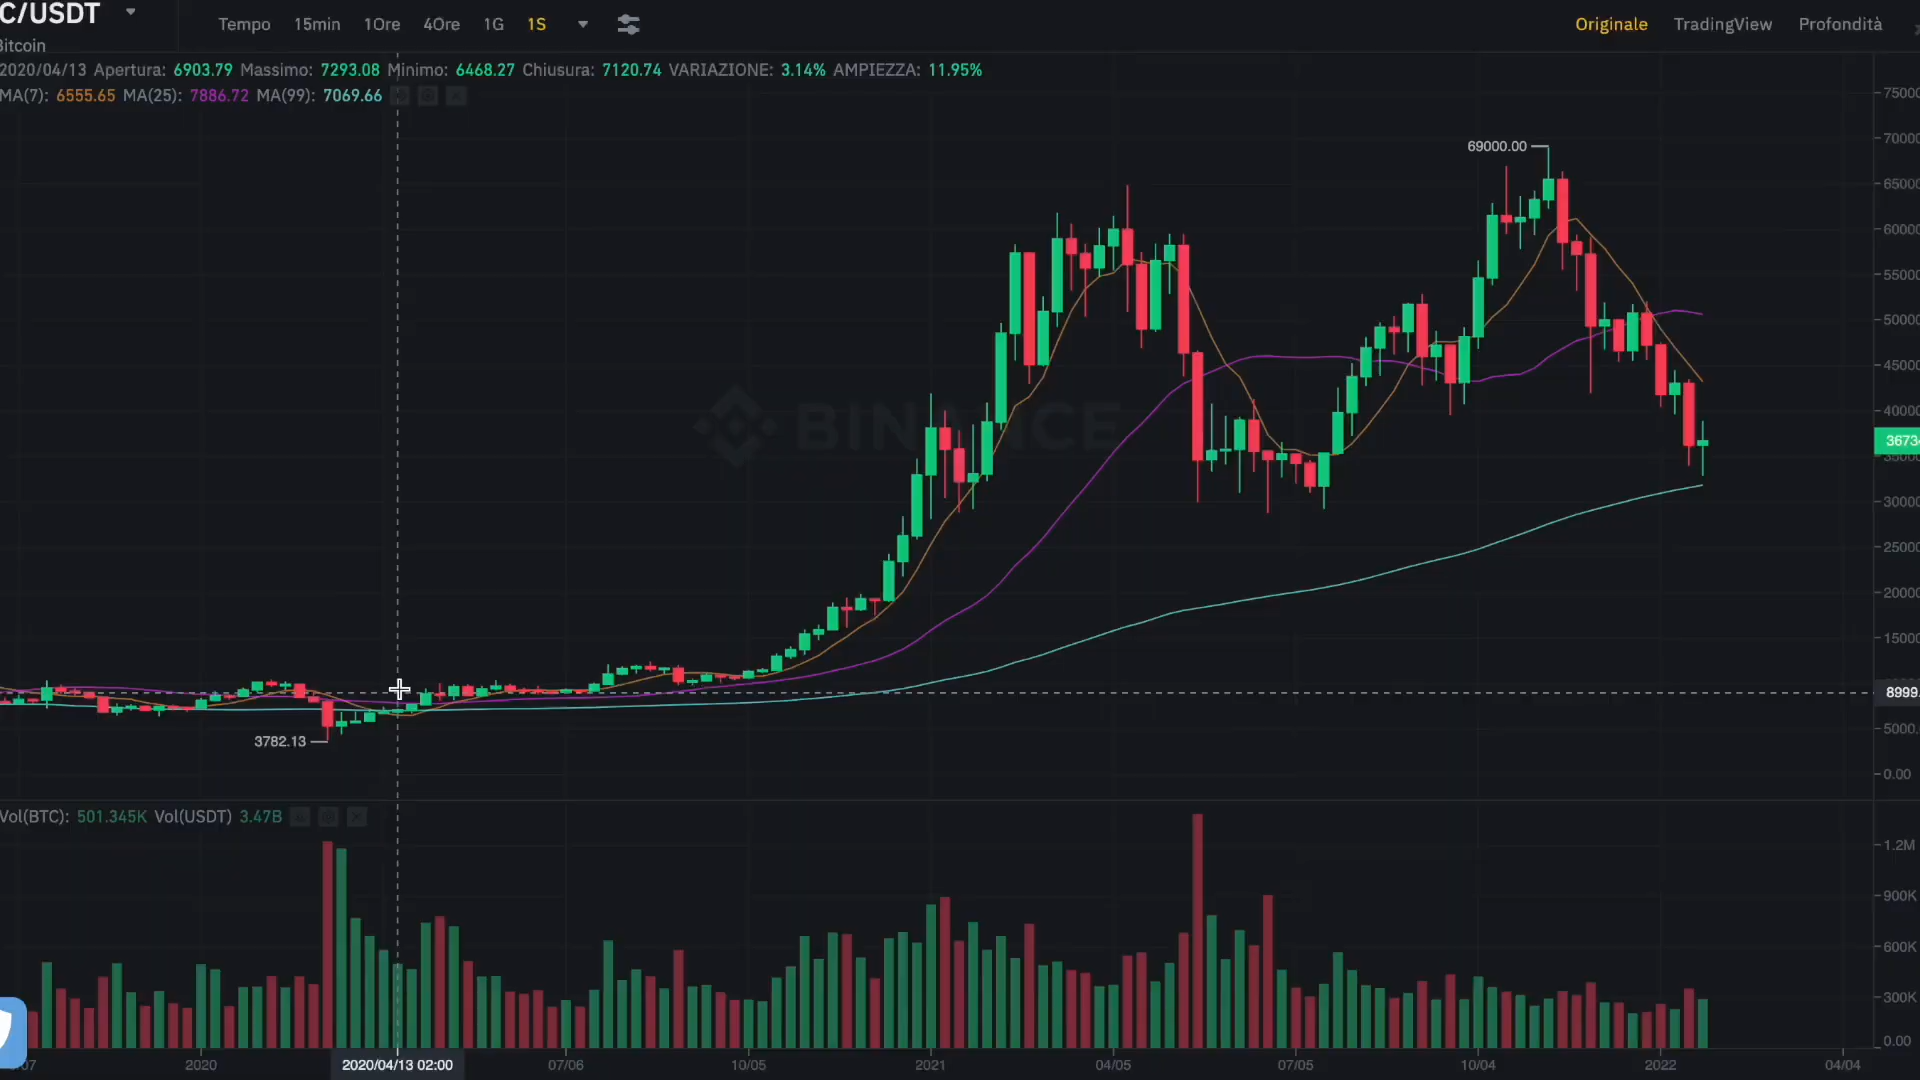 C/USDT
Bitcoin
Tempo 15min 1Ore 4Ore 1G 1S
Originale TradingView Profondità
2020/04/13 Apertura: 6903.79 Massimo: 7293.08 Minimo: 6468.27 Chiusura: 7120.74 VARIAZIONE: 3.14% AMPIEZZA: 11.95%
MA(7): 6555.65 MA(25): 7886.72 MA(99): 7069.66
75000
70000
69000.00
65000
60000
55000
50000
45000
BINANCE
40000
3673
35000
30000
25000
20000
15000
8999.
5000.
3782.13
0.00
Vol(BTC): 501.345K Vol(USDT) 3.47B
1.2M
900K
600K
300K
0.00
07 2020 2020/04/13 02:00 07/06 10/05 2021 04/05 07/05 10/04 2022 04/04